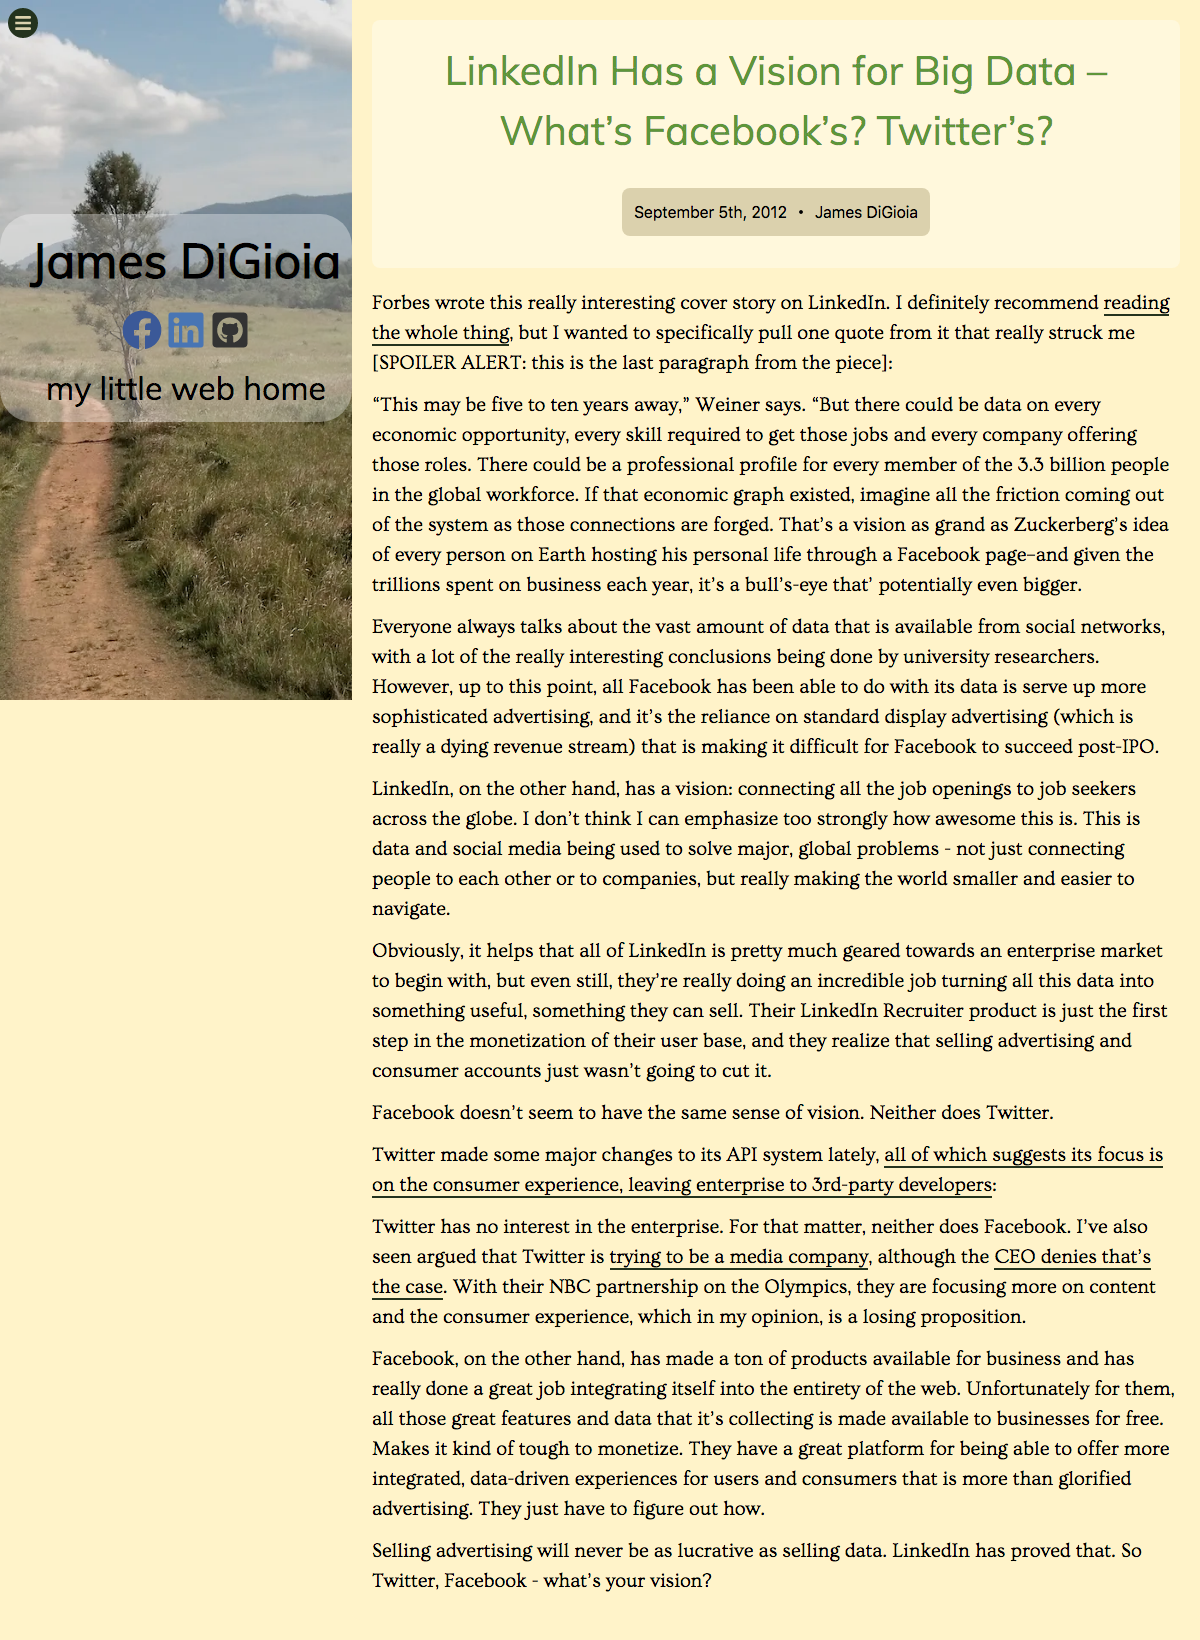 James DiGioia
my little web home
LinkedIn Has a Vision for Big Data –
What’s Facebook’s? Twitter’s?
September 5th, 2012 • James DiGioia
Forbes wrote this really interesting cover story on LinkedIn. I definitely recommend reading
the whole thing, but I wanted to specifically pull one quote from it that really struck me
[SPOILER ALERT: this is the last paragraph from the piece]:
“This may be five to ten years away,” Weiner says. “But there could be data on every
economic opportunity, every skill required to get those jobs and every company offering
those roles. There could be a professional profile for every member of the 3.3 billion people
in the global workforce. If that economic graph existed, imagine all the friction coming out
of the system as those connections are forged. That’s a vision as grand as Zuckerberg’s idea
of every person on Earth hosting his personal life through a Facebook page–and given the
trillions spent on business each year, it’s a bull’s-eye that’ potentially even bigger.
Everyone always talks about the vast amount of data that is available from social networks,
with a lot of the really interesting conclusions being done by university researchers.
However, up to this point, all Facebook has been able to do with its data is serve up more
sophisticated advertising, and it’s the reliance on standard display advertising (which is
really a dying revenue stream) that is making it difficult for Facebook to succeed post-IPO.
LinkedIn, on the other hand, has a vision: connecting all the job openings to job seekers
across the globe. I don’t think I can emphasize too strongly how awesome this is. This is
data and social media being used to solve major, global problems - not just connecting
people to each other or to companies, but really making the world smaller and easier to
navigate.
Obviously, it helps that all of LinkedIn is pretty much geared towards an enterprise market
to begin with, but even still, they’re really doing an incredible job turning all this data into
something useful, something they can sell. Their LinkedIn Recruiter product is just the first
step in the monetization of their user base, and they realize that selling advertising and
consumer accounts just wasn’t going to cut it.
Facebook doesn’t seem to have the same sense of vision. Neither does Twitter.
Twitter made some major changes to its API system lately, all of which suggests its focus is
on the consumer experience, leaving enterprise to 3rd-party developers:
Twitter has no interest in the enterprise. For that matter, neither does Facebook. I’ve also
seen argued that Twitter is trying to be a media company, although the CEO denies that’s
the case. With their NBC partnership on the Olympics, they are focusing more on content
and the consumer experience, which in my opinion, is a losing proposition.
Facebook, on the other hand, has made a ton of products available for business and has
really done a great job integrating itself into the entirety of the web. Unfortunately for them,
all those great features and data that it’s collecting is made available to businesses for free.
Makes it kind of tough to monetize. They have a great platform for being able to offer more
integrated, data-driven experiences for users and consumers that is more than glorified
advertising. They just have to figure out how.
Selling advertising will never be as lucrative as selling data. LinkedIn has proved that. So
Twitter, Facebook - what’s your vision?